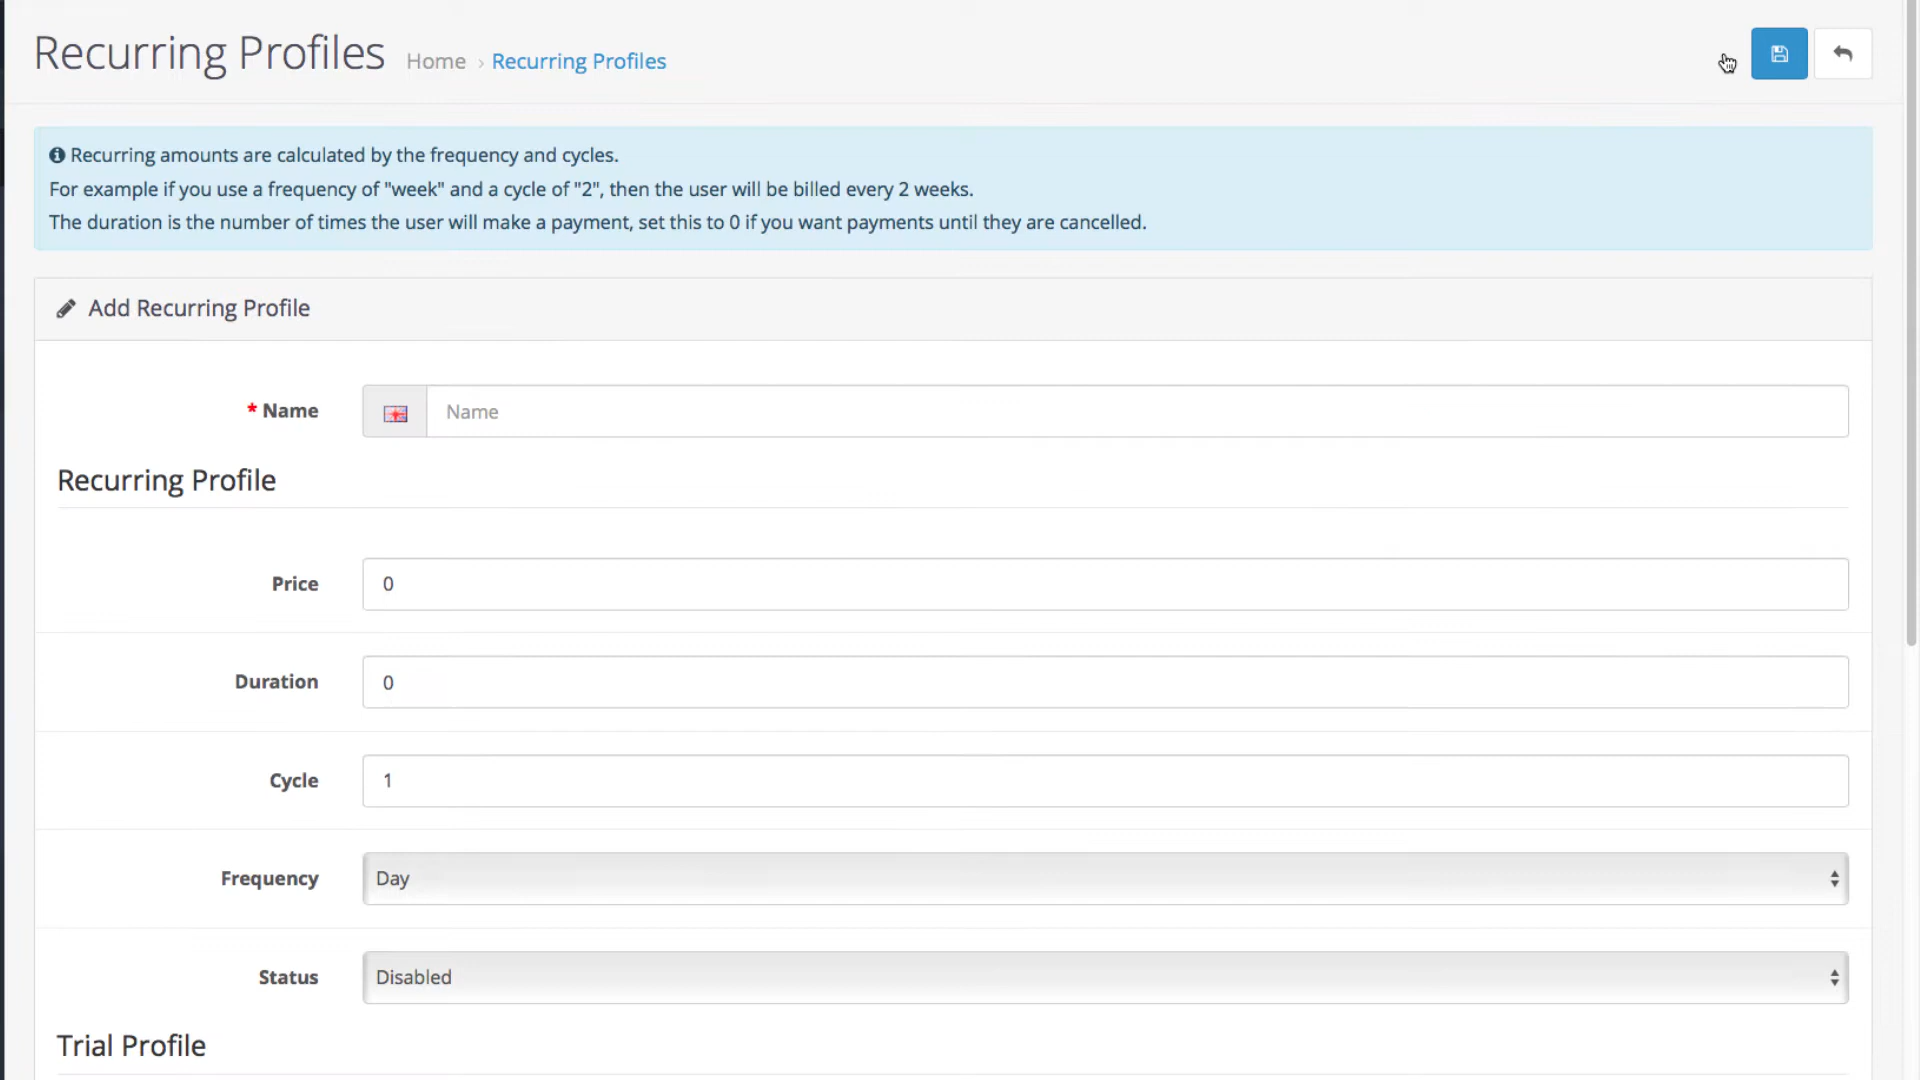 Recurring Profiles
Home › Recurring Profiles
Recurring amounts are calculated by the frequency and cycles.
For example if you use a frequency of "week" and a cycle of "2", then the user will be billed every 2 weeks.
The duration is the number of times the user will make a payment, set this to 0 if you want payments until they are cancelled.
Add Recurring Profile
* Name
Name
Recurring Profile
Price
0
Duration
0
Cycle
1
Frequency
Day
Status
Disabled
Trial Profile